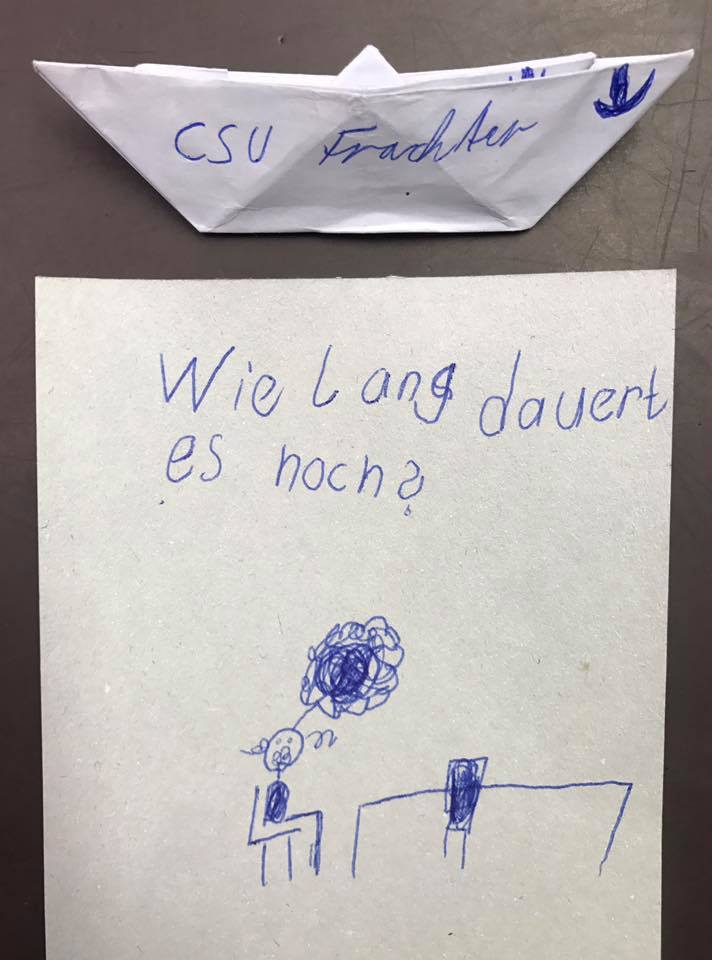 CSU Frachter
Wie lang dauert
es noch?